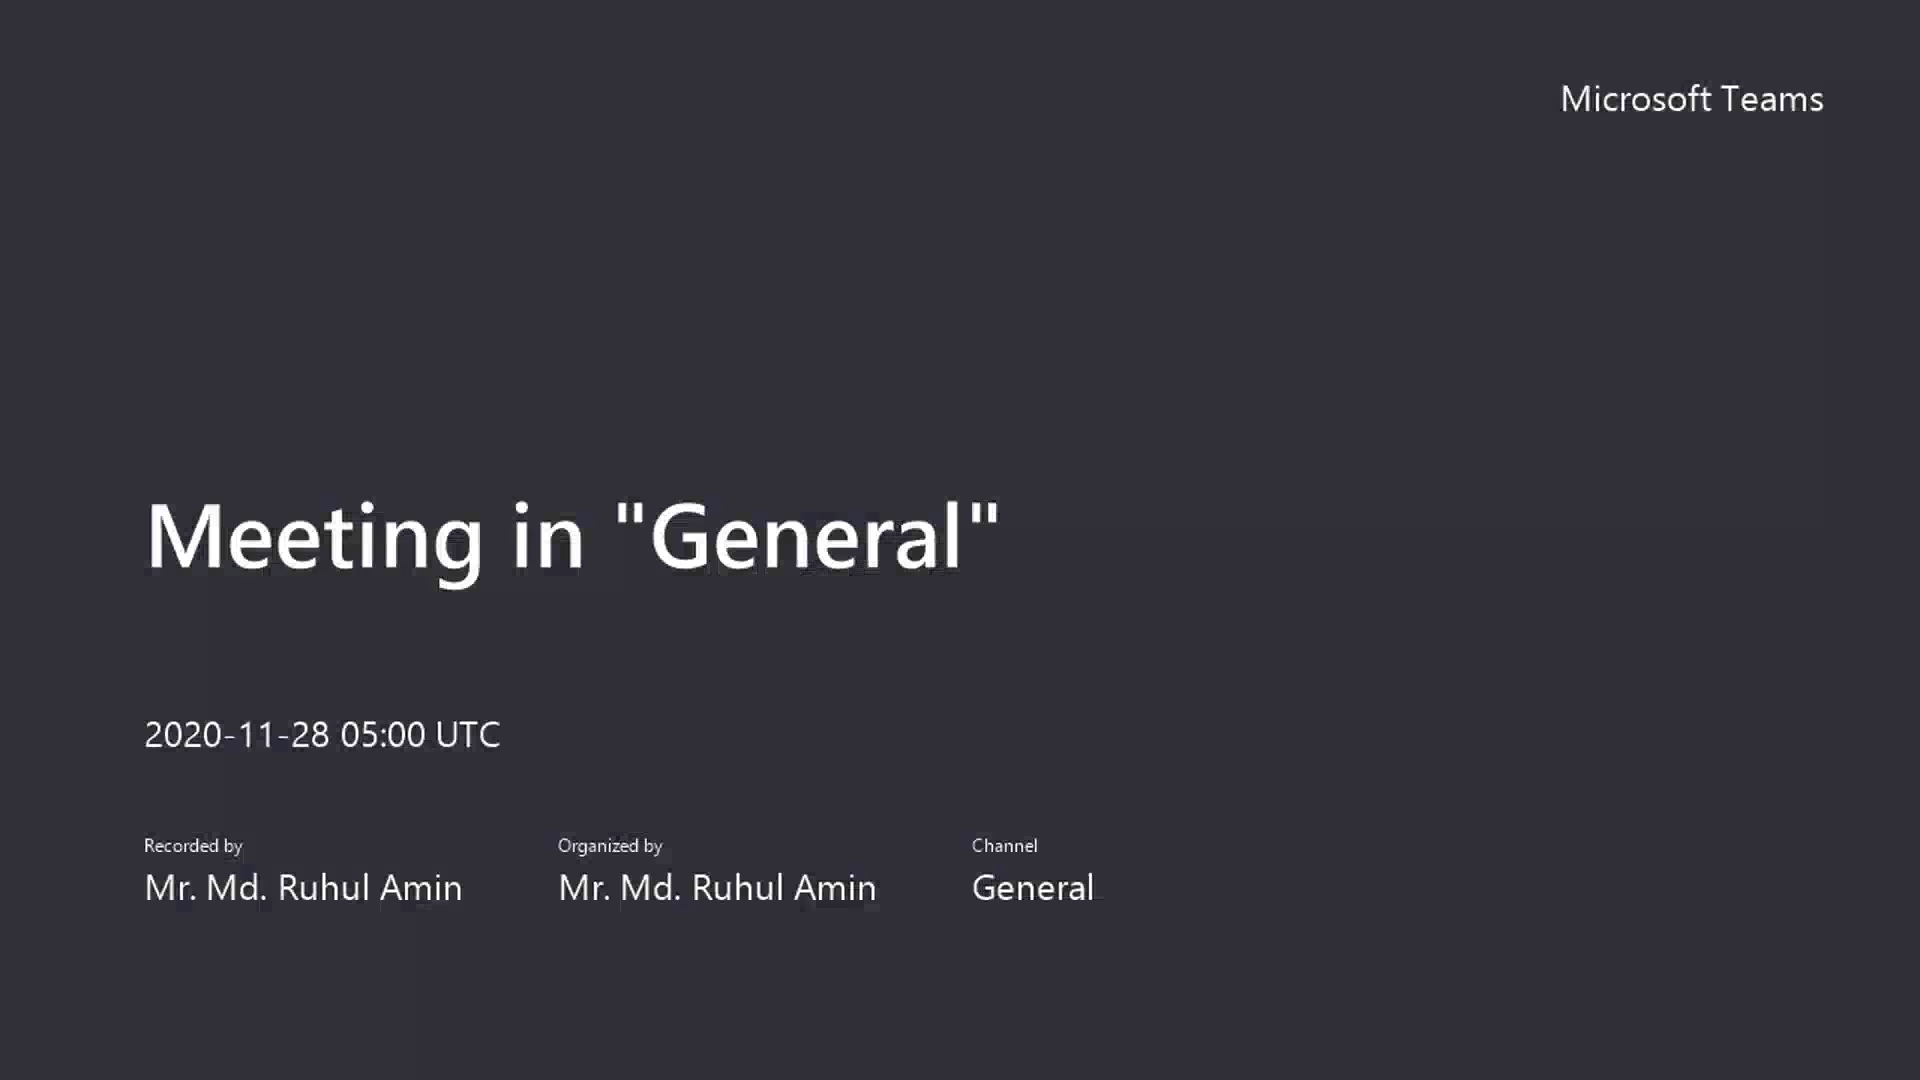 Microsoft Teams
Meeting in "General"
2020-11-28 05:00 UTC
Recorded by
Mr. Md. Ruhul Amin
Organized by
Mr. Md. Ruhul Amin
Channel
General